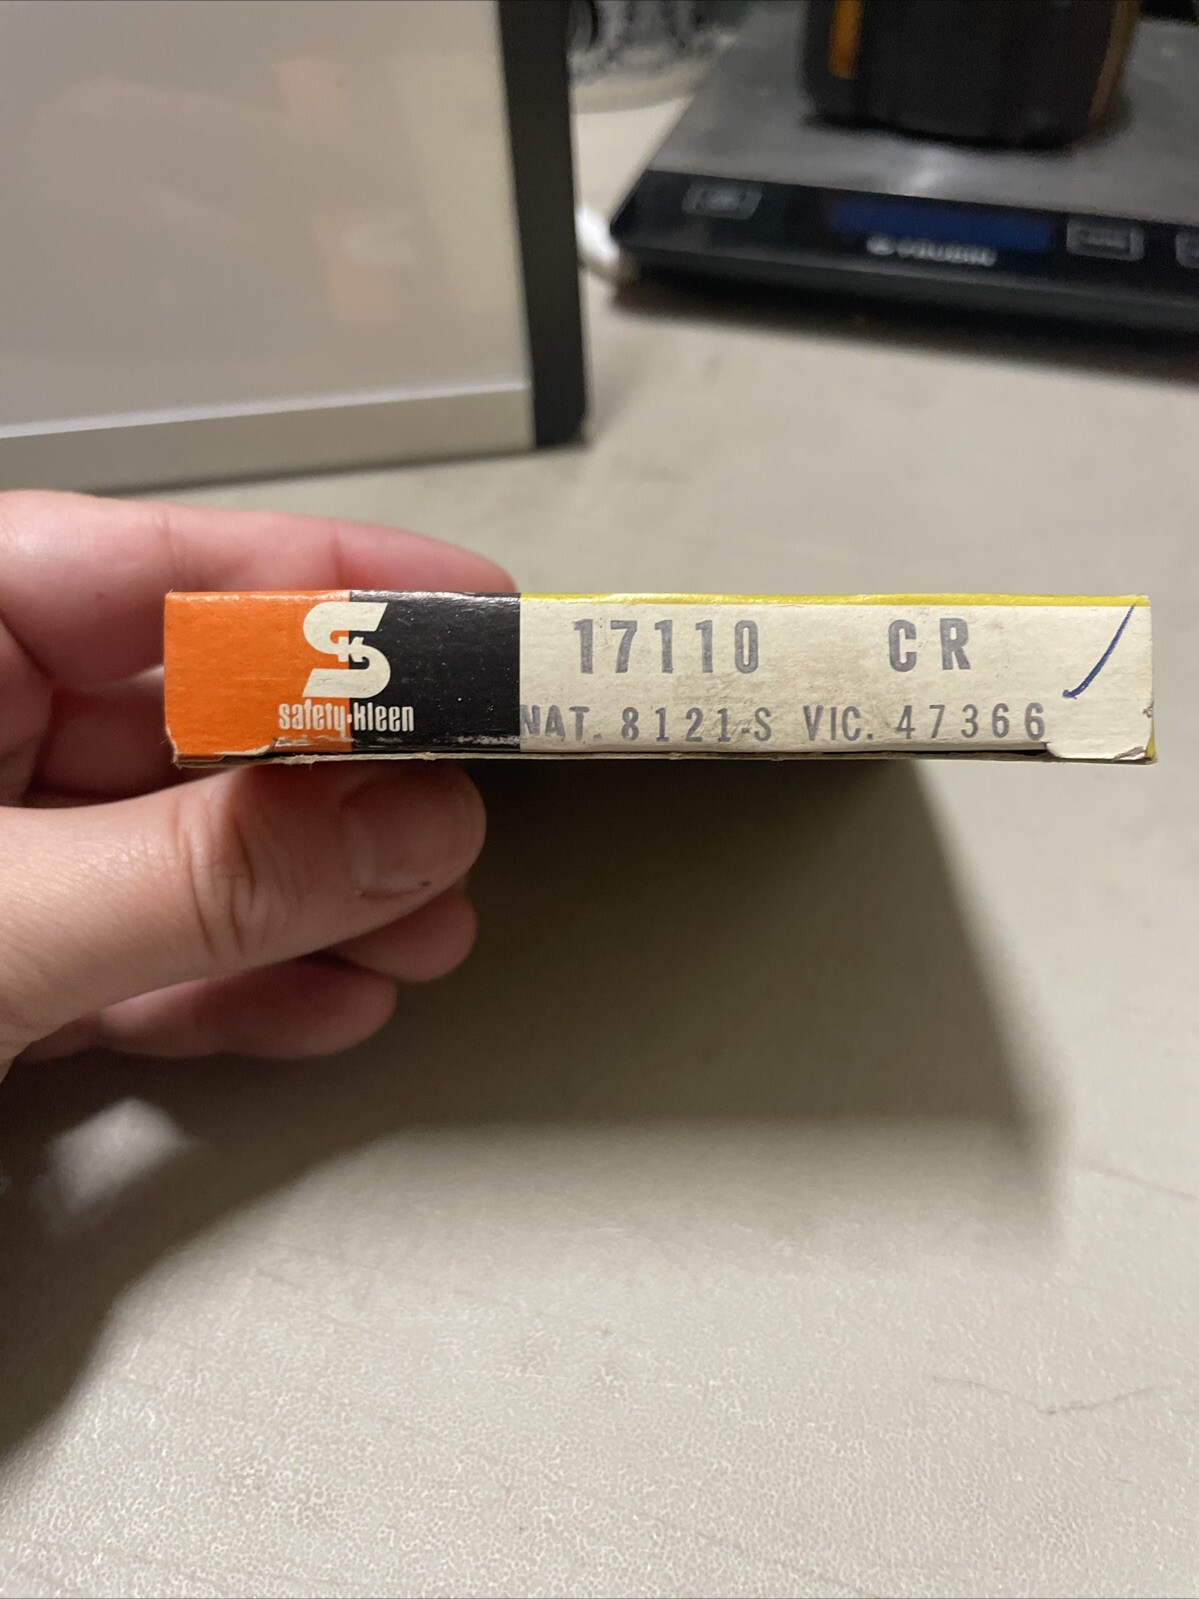 safety-kleen
17110 CR
NAT. 8121-S VIC. 47366